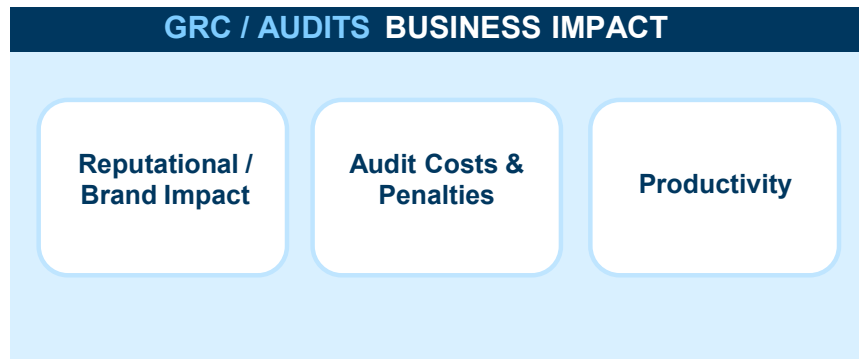 GRC / AUDITS BUSINESS IMPACT
Reputational /
Brand Impact
Audit Costs &
Penalties
Productivity